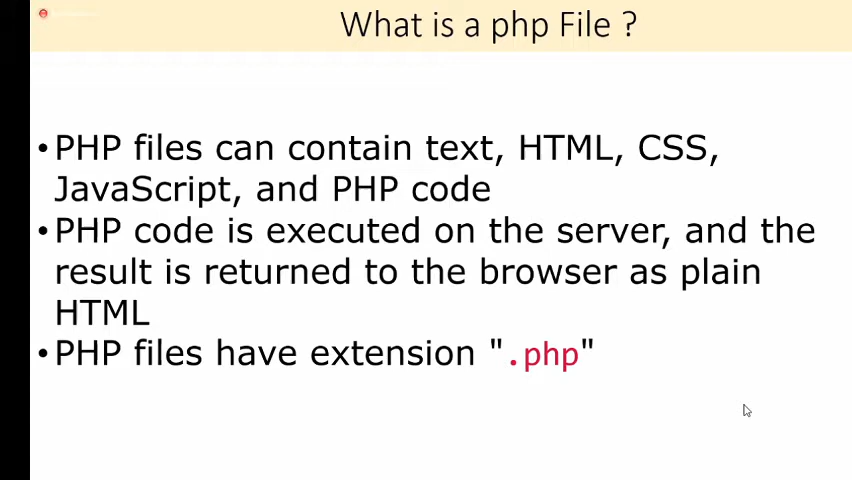 What is a php File ?
•PHP files can contain text, HTML, CSS,
JavaScript, and PHP code
•PHP code is executed on the server, and the
result is returned to the browser as plain
HTML
•PHP files have extension ".php"